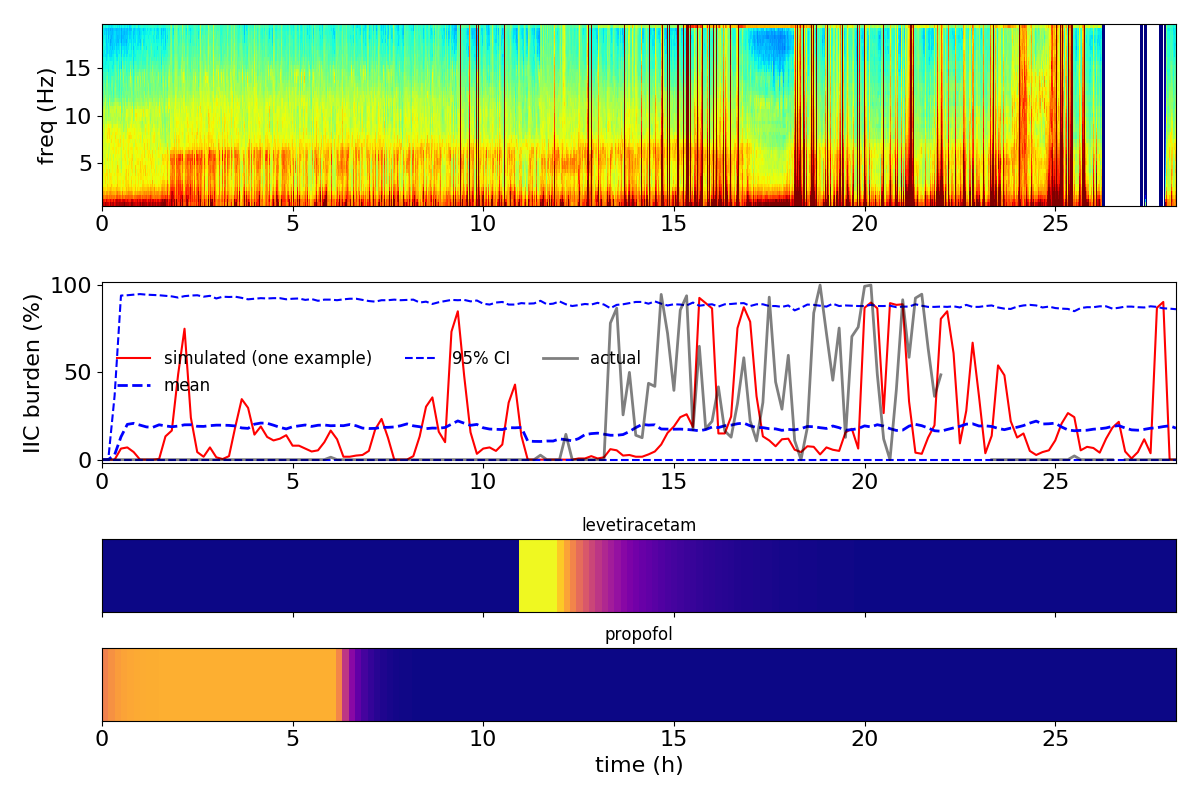 freq (Hz)
15
10
5
0 5 10 15 20 25
IIC burden (%)
100
50
0
simulated (one example) 95% CI actual
mean
0 5 10 15 20 25
levetiracetam
propofol
0 5 10 15 20 25
time (h)